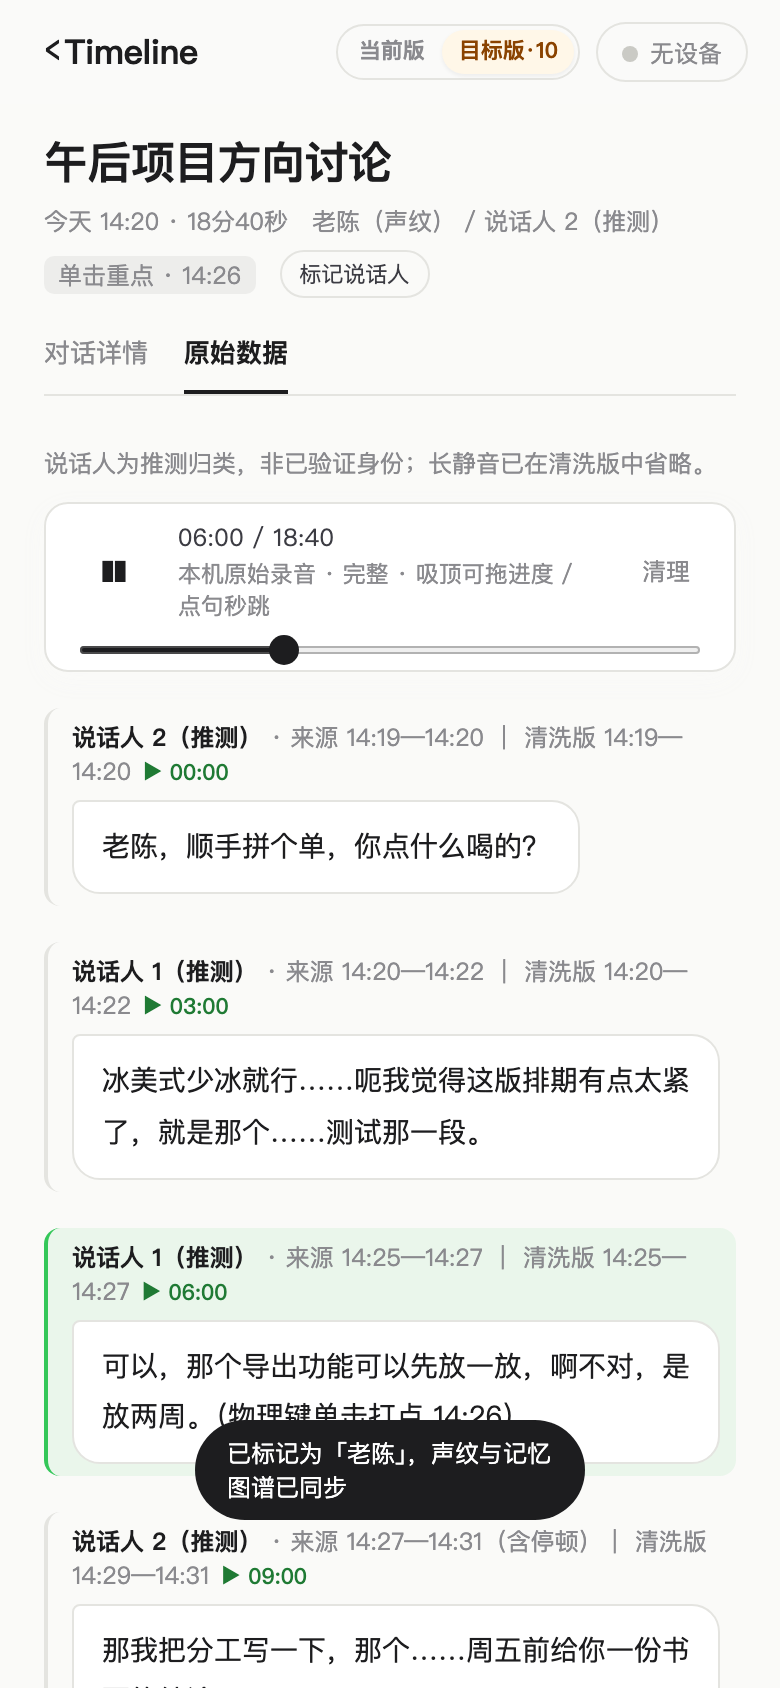 <Timeline
当前版 目标版·10
无设备
午后项目方向讨论
今天 14:20 · 18分40秒 老陈（声纹） / 说话人 2（推测）
单击重点 · 14:26
标记说话人
对话详情 原始数据
说话人为推测归类，非已验证身份；长静音已在清洗版中省略。
06:00 / 18:40
本机原始录音 · 完整 · 吸顶可拖进度 /
点句秒跳
清理
说话人 2（推测） · 来源 14:19—14:20 ｜ 清洗版 14:19—
14:20 ▶ 00:00
老陈，顺手拼个单，你点什么喝的？
说话人 1（推测） · 来源 14:20—14:22 ｜ 清洗版 14:20—
14:22 ▶ 03:00
冰美式少冰就行……呃我觉得这版排期有点太紧
了，就是那个……测试那一段。
说话人 1（推测） · 来源 14:25—14:27 ｜ 清洗版 14:25—
14:27 ▶ 06:00
可以，那个导出功能可以先放一放，啊不对，是
放两周。（物理键单击打点 14:26）
已标记为「老陈」，声纹与记忆
图谱已同步
说话人 2（推测） · 来源 14:27—14:31（含停顿） ｜ 清洗版
14:29—14:31 ▶ 09:00
那我把分工写一下，那个……周五前给你一份书